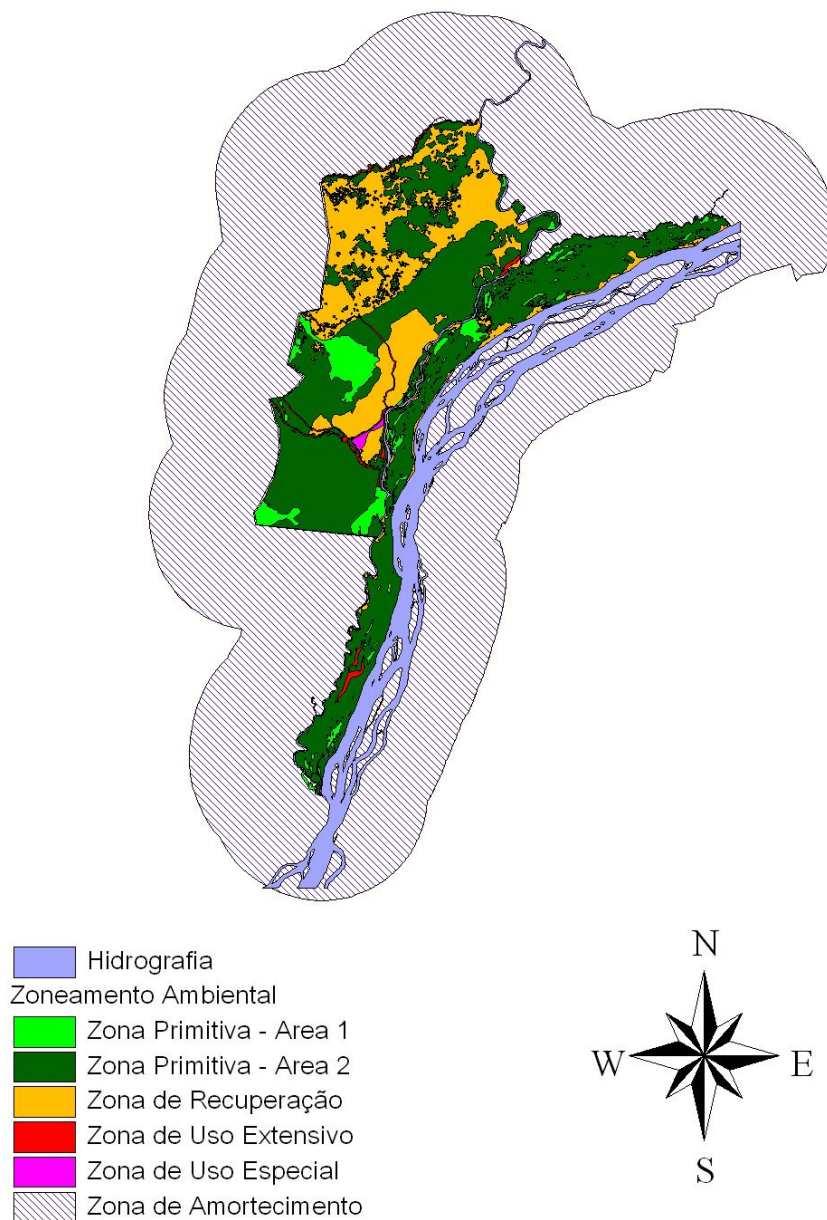 Hidrografia
Zoneamento Ambiental
Zona Primitiva - Area 1
Zona Primitiva - Area 2
Zona de Recuperação
Zona de Uso Extensivo
Zona de Uso Especial
Zona de Amortecimento
N
W E
S